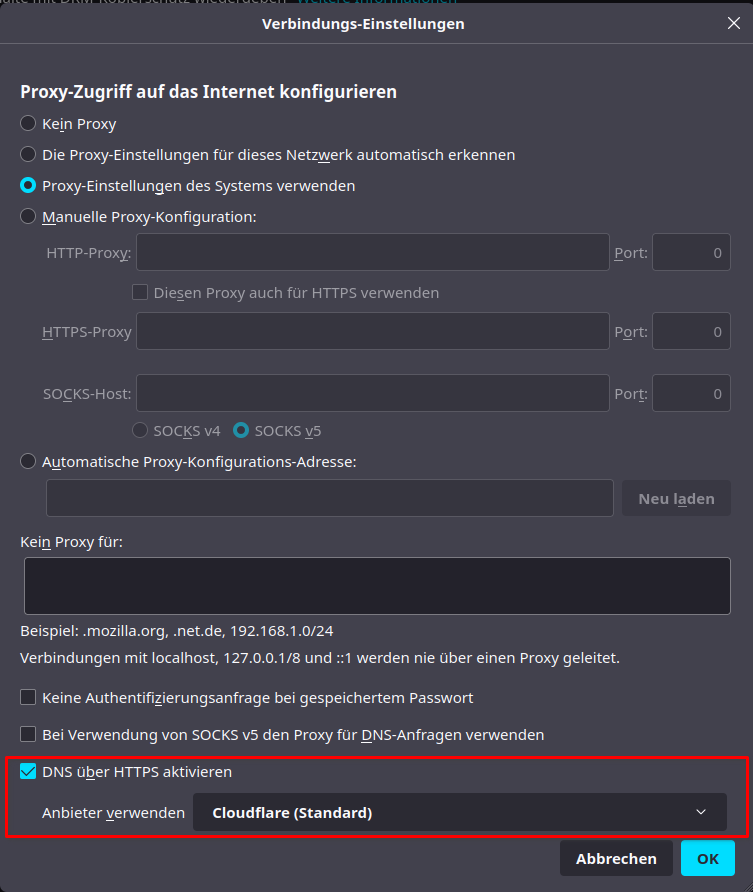 Verbindungs-Einstellungen
Proxy-Zugriff auf das Internet konfigurieren
Kein Proxy
Die Proxy-Einstellungen für dieses Netzwerk automatisch erkennen
Proxy-Einstellungen des Systems verwenden
Manuelle Proxy-Konfiguration:
HTTP-Proxy: Port: 0
Diesen Proxy auch für HTTPS verwenden
HTTPS-Proxy Port: 0
SOCKS-Host: Port: 0
SOCKS v4 SOCKS v5
Automatische Proxy-Konfigurations-Adresse:
Neu laden
Kein Proxy für:
Beispiel: .mozilla.org, .net.de, 192.168.1.0/24
Verbindungen mit localhost, 127.0.0.1/8 und ::1 werden nie über einen Proxy geleitet.
Keine Authentifizierungsanfrage bei gespeichertem Passwort
Bei Verwendung von SOCKS v5 den Proxy für DNS-Anfragen verwenden
DNS über HTTPS aktivieren
Anbieter verwenden Cloudflare (Standard)
Abbrechen OK